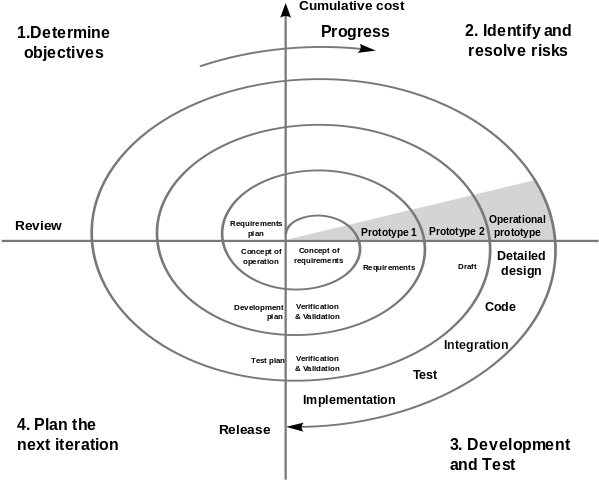 Cumulative cost
Progress
1.Determine
objectives
2. Identify and
resolve risks
Requirements
plan
Review
Prototype 1
Prototype 2
Operational
prototype
Concept of
operation
Concept of
requirements
Requirements
Draft
Detailed
design
Development
plan
Verification
& Validation
Code
Integration
Test plan
Verification
& Validation
Test
Implementation
4. Plan the
next iteration
Release
3. Development
and Test